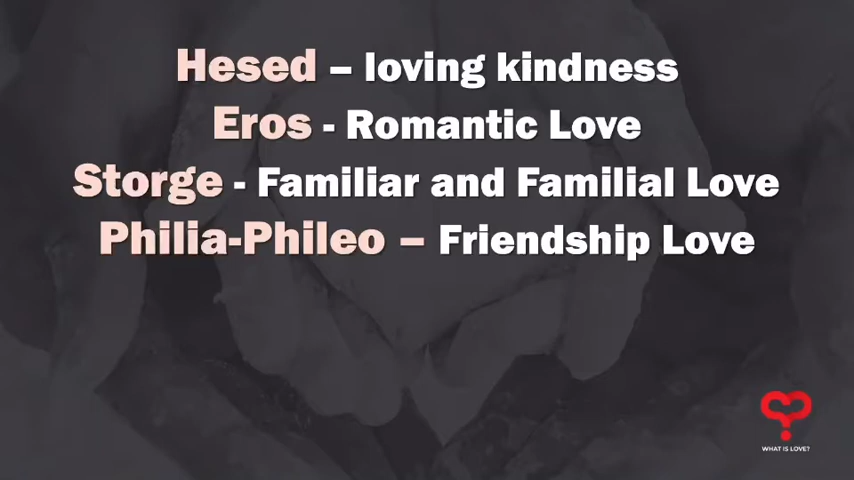 Hesed – loving kindness
Eros - Romantic Love
Storge - Familiar and Familial Love
Philia-Phileo – Friendship Love
WHAT IS LOVE?